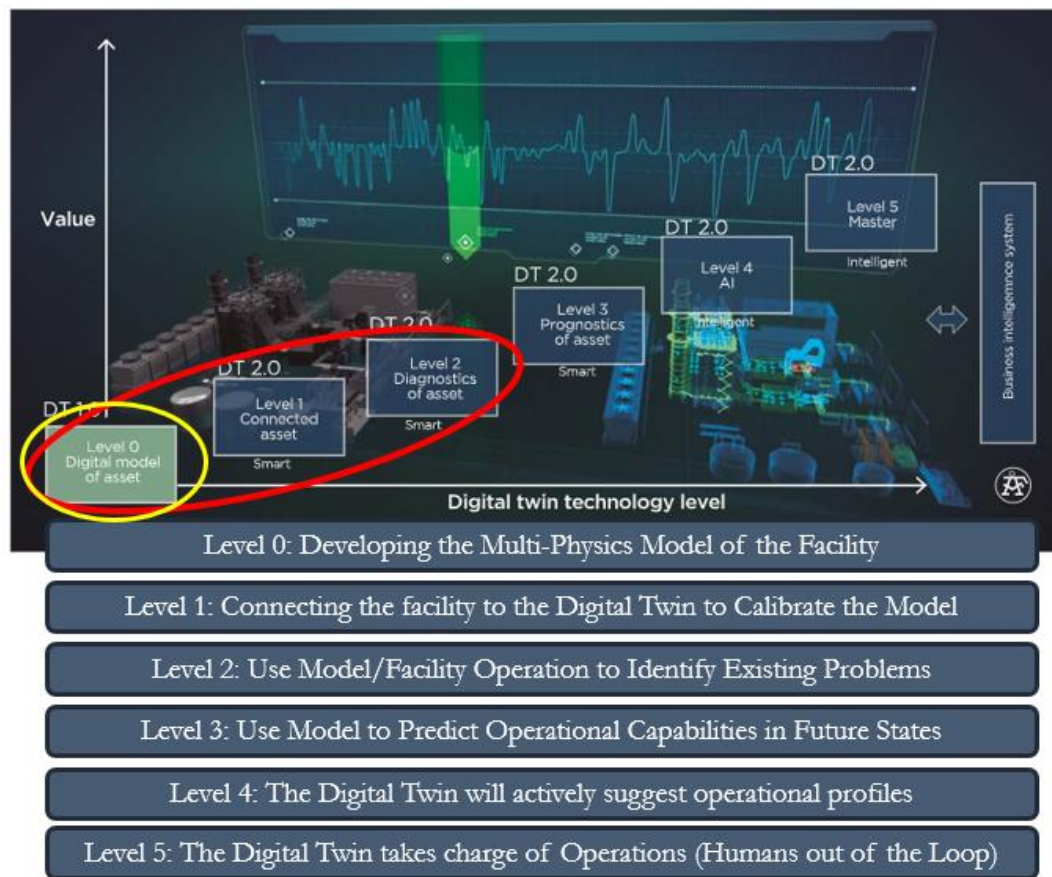 Value
DT 2.0
Level 5
Master
Intelligent
DT 2.0
Level 4
AI
Intelligent
DT 2.0
Level 3
Prognostics
of asset
Smart
DT 2.0
Level 2
Diagnostics
of asset
Smart
DT 2.0
Level 1
Connected
asset
Smart
DT 1.0
Level 0
Digital model
of asset
Business intelligemnce system
Digital twin technology level
Level 0: Developing the Multi-Physics Model of the Facility
Level 1: Connecting the facility to the Digital Twin to Calibrate the Model
Level 2: Use Model/Facility Operation to Identify Existing Problems
Level 3: Use Model to Predict Operational Capabilities in Future States
Level 4: The Digital Twin will actively suggest operational profiles
Level 5: The Digital Twin takes charge of Operations (Humans out of the Loop)